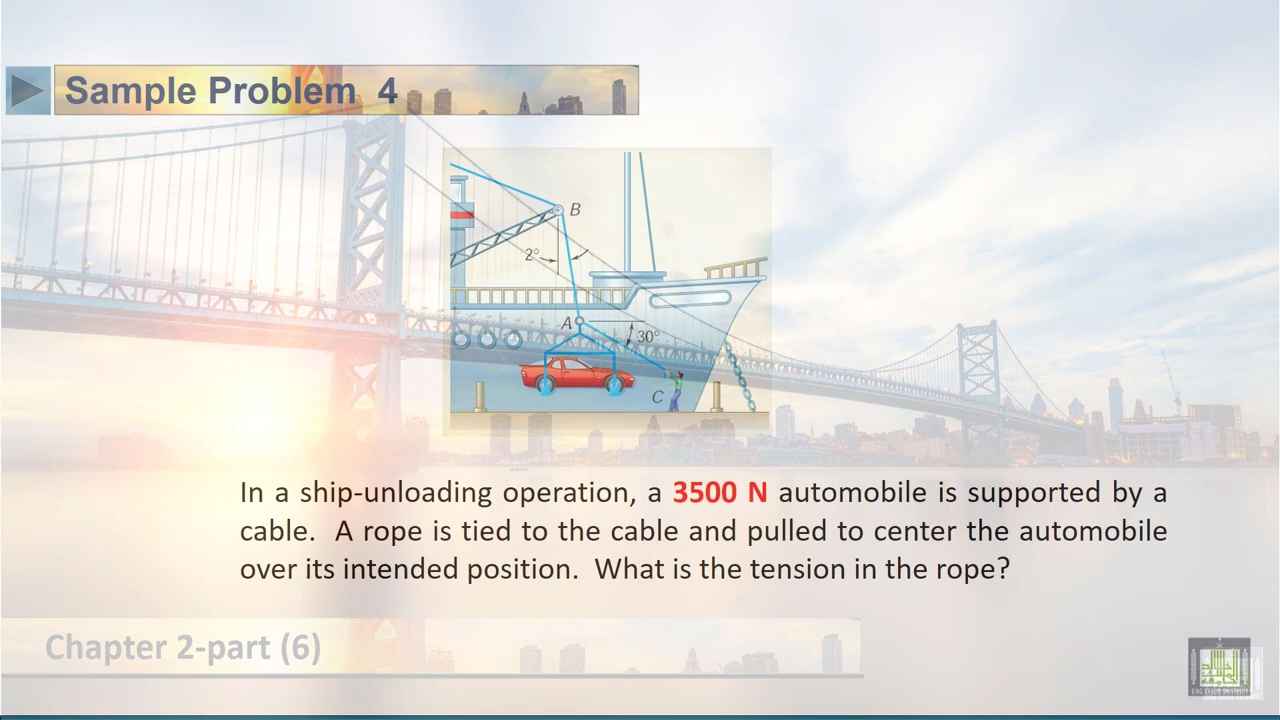 Sample Problem 4
B
2°
A
30°
C
In a ship-unloading operation, a 3500 N automobile is supported by a
cable. A rope is tied to the cable and pulled to center the automobile
over its intended position. What is the tension in the rope?
Chapter 2-part (6)